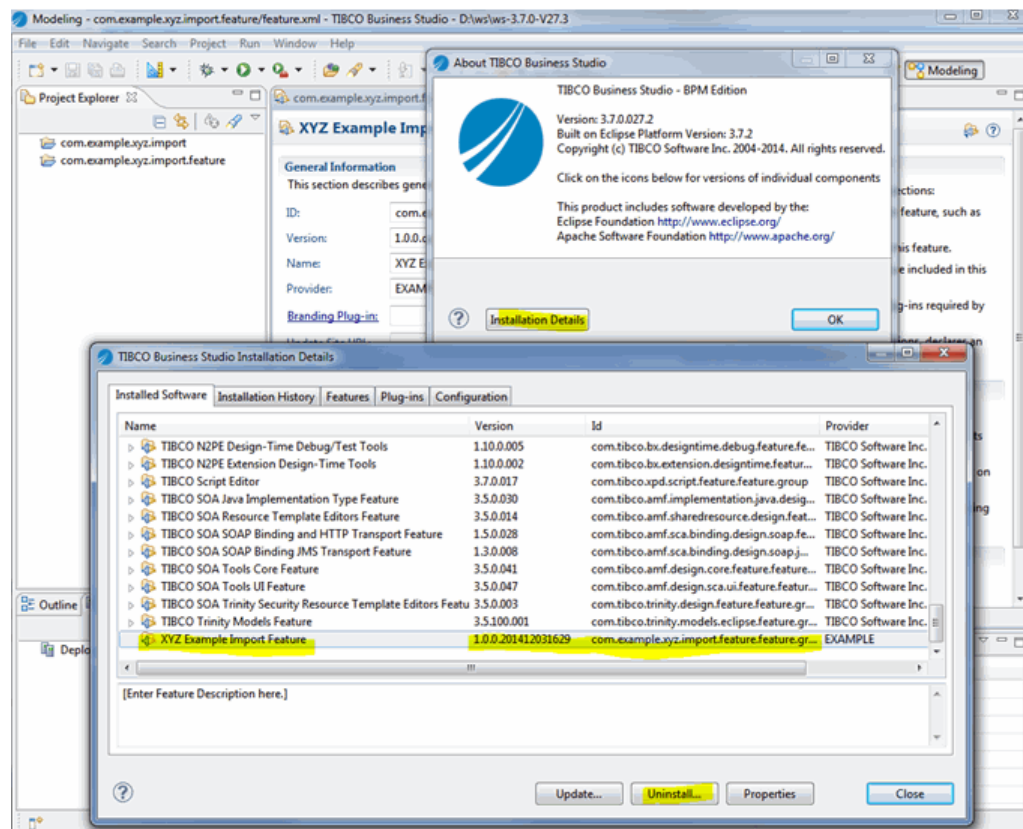 Modeling - com.example.xyz.import.feature/feature.xml - TIBCO Business Studio - D:\ws\ws-3.7.0-V27.3
File Edit Navigate Search Project Run Window Help
Modeling
Project Explorer
com.example.xyz.import
com.example.xyz.import.feature
com.example.xyz.import.f
XYZ Example Imp
General Information
This section describes gene
ID: com.e
Version: 1.0.0.
Name: XYZ E
Provider: EXAM
Branding Plug-in:
ections:
feature, such as
his feature.
e included in this
g-ins required by
About TIBCO Business Studio
TIBCO Business Studio - BPM Edition
Version: 3.7.0.027.2
Built on Eclipse Platform Version: 3.7.2
Copyright (c) TIBCO Software Inc. 2004-2014. All rights reserved.
Click on the icons below for versions of individual components
This product includes software developed by the:
Eclipse Foundation http://www.eclipse.org/
Apache Software Foundation http://www.apache.org/
Installation Details
OK
TIBCO Business Studio Installation Details
Installed Software Installation History Features Plug-ins Configuration
Name Version Id Provider
TIBCO N2PE Design-Time Debug/Test Tools 1.10.0.005 com.tibco.bx.designtime.debug.feature.fe... TIBCO Software Inc.
TIBCO N2PE Extension Design-Time Tools 1.10.0.002 com.tibco.bx.extension.designtime.featur... TIBCO Software Inc.
TIBCO Script Editor 3.7.0.017 com.tibco.xpd.script.feature.feature.group TIBCO Software Inc.
TIBCO SOA Java Implementation Type Feature 3.5.0.030 com.tibco.amf.implementation.java.desig... TIBCO Software Inc.
TIBCO SOA Resource Template Editors Feature 3.5.0.014 com.tibco.amf.sharedresource.design.feat... TIBCO Software Inc.
TIBCO SOA SOAP Binding and HTTP Transport Feature 1.5.0.028 com.tibco.amf.sca.binding.design.soap.fe... TIBCO Software Inc.
TIBCO SOA SOAP Binding JMS Transport Feature 1.3.0.008 com.tibco.amf.sca.binding.design.soap.j... TIBCO Software Inc.
TIBCO SOA Tools Core Feature 3.5.0.041 com.tibco.amf.design.core.feature.feature... TIBCO Software Inc.
TIBCO SOA Tools UI Feature 3.5.0.047 com.tibco.amf.design.sca.ui.feature.featur... TIBCO Software Inc.
TIBCO SOA Trinity Security Resource Template Editors Featu 3.5.0.003 com.tibco.trinity.design.feature.feature.gr... TIBCO Software Inc.
TIBCO Trinity Models Feature 3.5.100.001 com.tibco.trinity.models.eclipse.feature.gr... TIBCO Software Inc.
XYZ Example Import Feature 1.0.0.201412031629 com.example.xyz.import.feature.feature.gr... EXAMPLE
[Enter Feature Description here.]
Update... Uninstall... Properties Close
Outline
Deplo
ts
on
ing